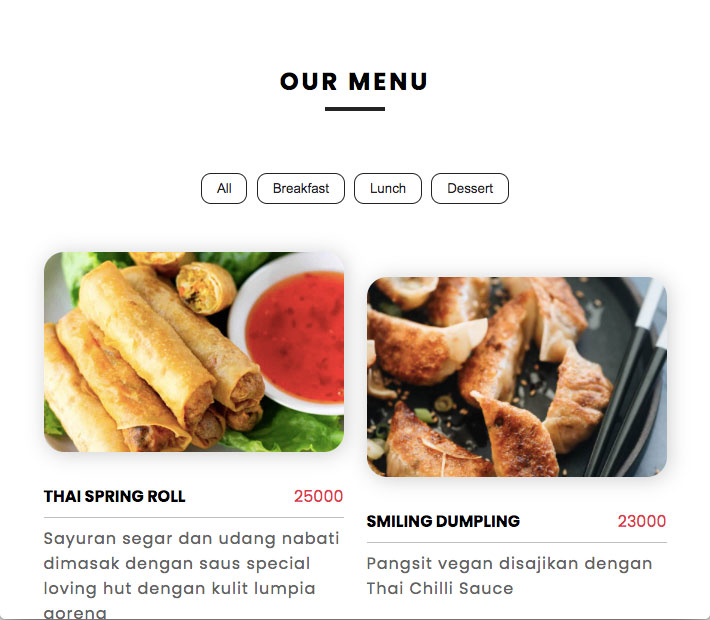 OUR MENU
All
Breakfast
Lunch
Dessert
THAI SPRING ROLL 25000
Sayuran segar dan udang nabati
dimasak dengan saus special
loving hut dengan kulit lumpia
goreng
SMILING DUMPLING 23000
Pangsit vegan disajikan dengan
Thai Chilli Sauce